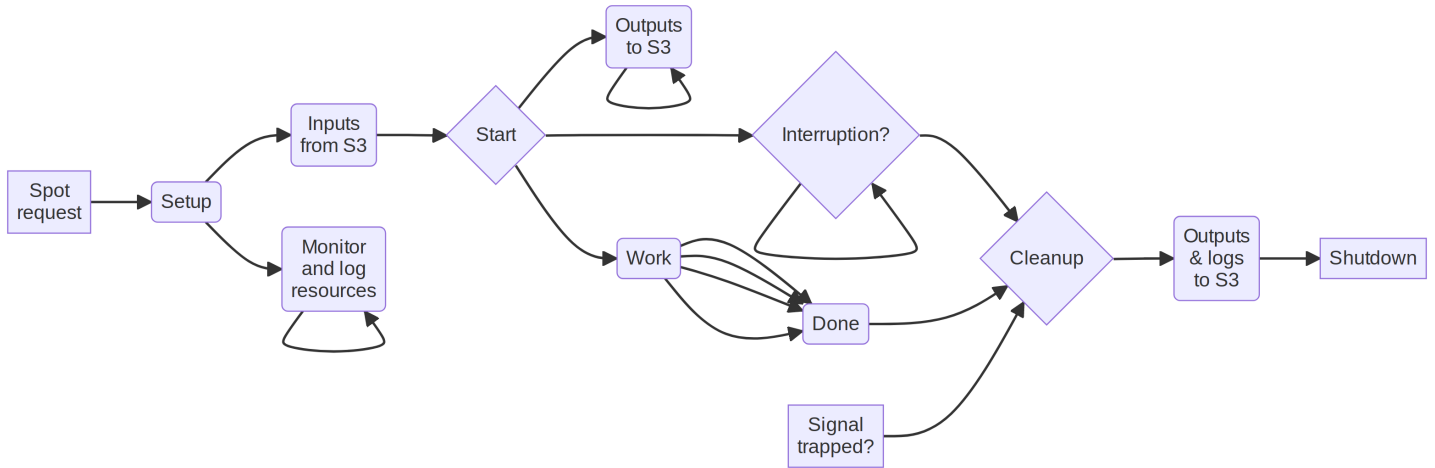 Spot
request
Setup
Inputs
from S3
Monitor
and log
resources
Start
Outputs
to S3
Interruption?
Work
Done
Signal
trapped?
Cleanup
Outputs
& logs
to S3
Shutdown